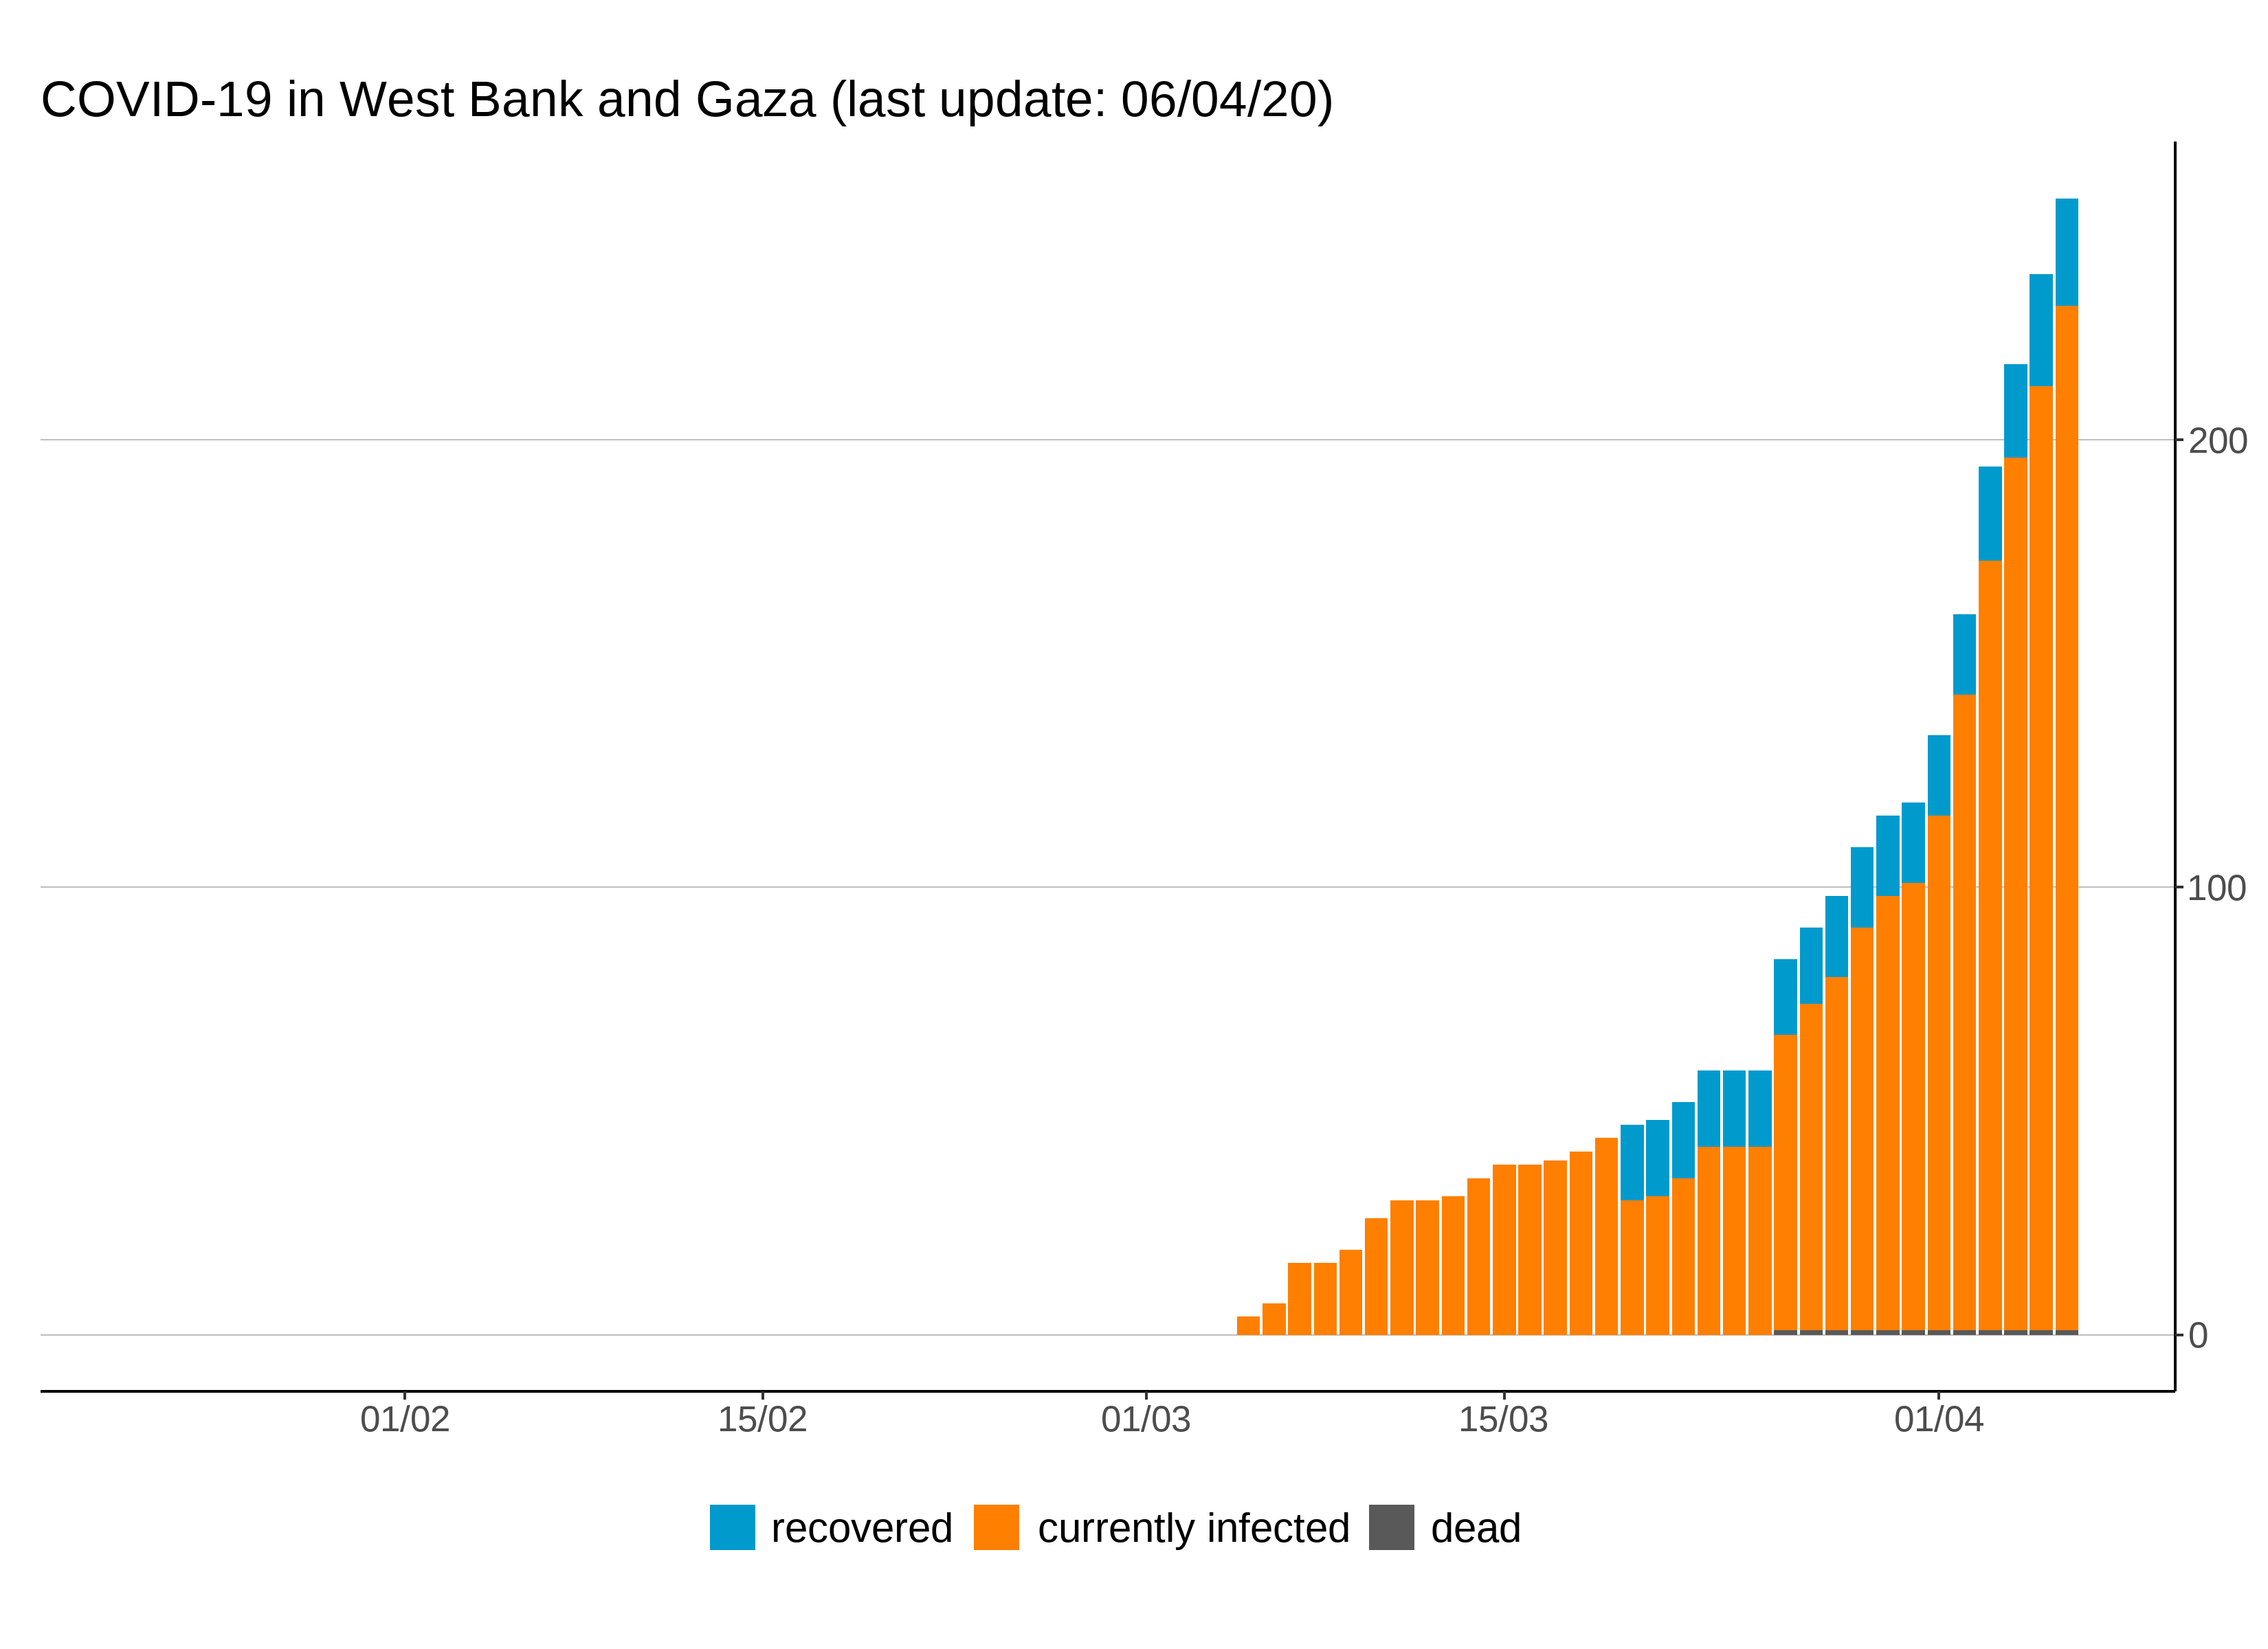 COVID-19 in West Bank and Gaza (last update: 06/04/20)
200
100
0
01/02 15/02 01/03 15/03 01/04
recovered currently infected dead